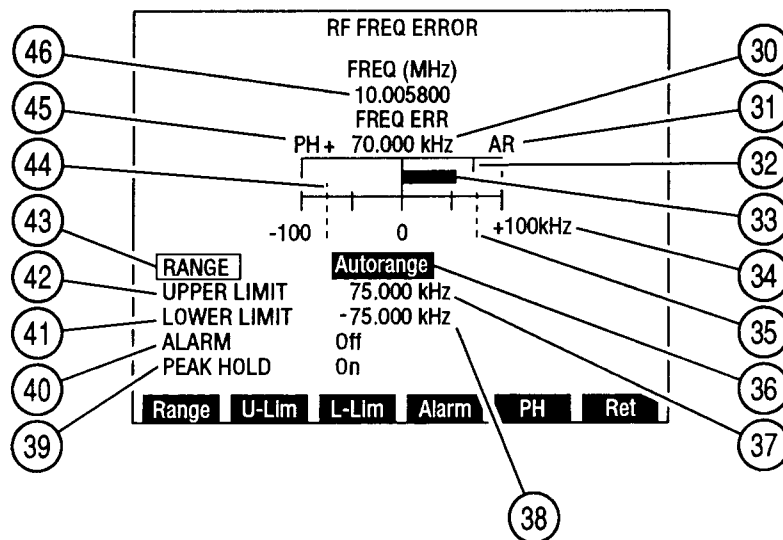 RF FREQ ERROR
FREQ (MHz)
10.005800
FREQ ERR
PH + 70.000 kHz AR
-100 0 +100kHz
RANGE Autorange
UPPER LIMIT 75.000 kHz
LOWER LIMIT -75.000 kHz
ALARM Off
PEAK HOLD On
Range U-Lim L-Lim Alarm PH Ret
46
45
44
43
42
41
40
39
30
31
32
33
34
35
36
37
38